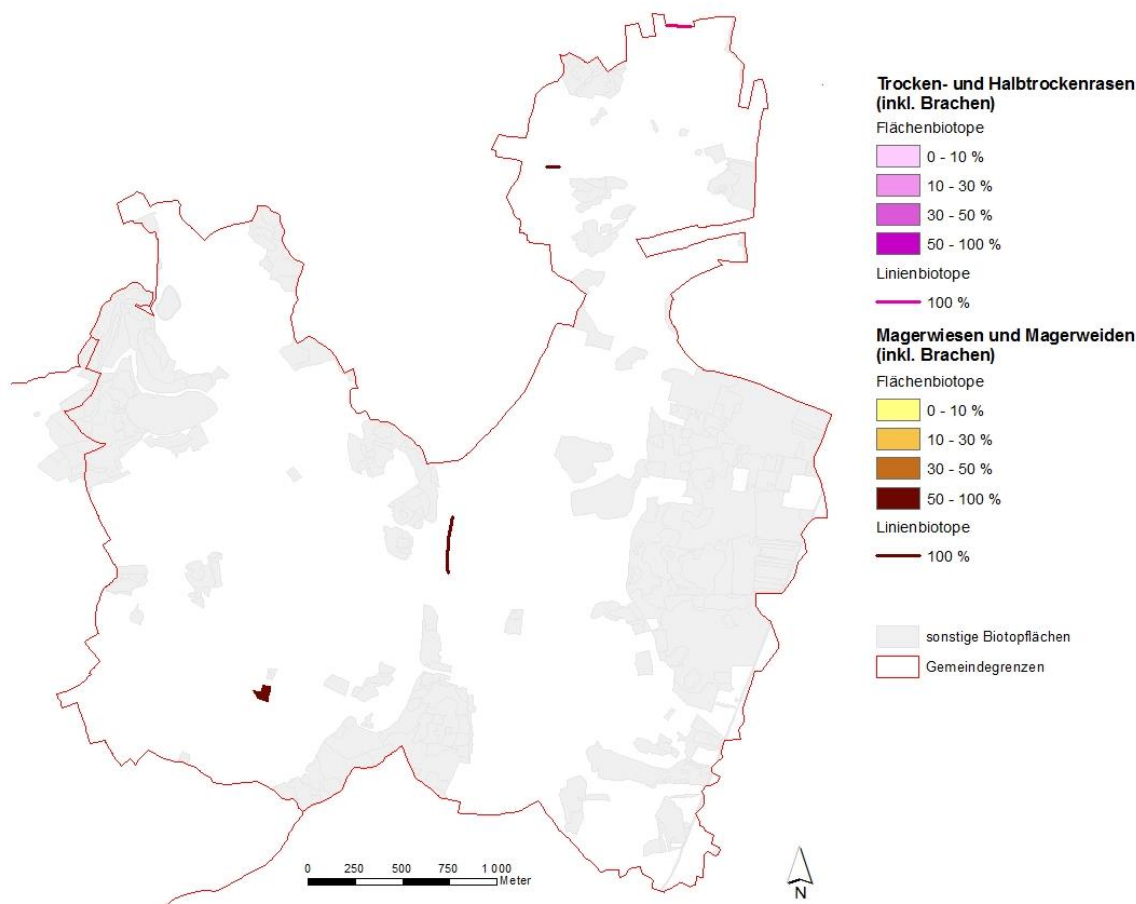 Trocken- und Halbtrockenrasen
(inkl. Brachen)
Flächenbiotope
0 - 10 %
10 - 30 %
30 - 50 %
50 - 100 %
Linienbiotope
100 %
Magerwiesen und Magerweiden
(inkl. Brachen)
Flächenbiotope
0 - 10 %
10 - 30 %
30 - 50 %
50 - 100 %
Linienbiotope
100 %
sonstige Biotopflächen
Gemeindegrenzen
0 250 500 750 1 000
Meter
N